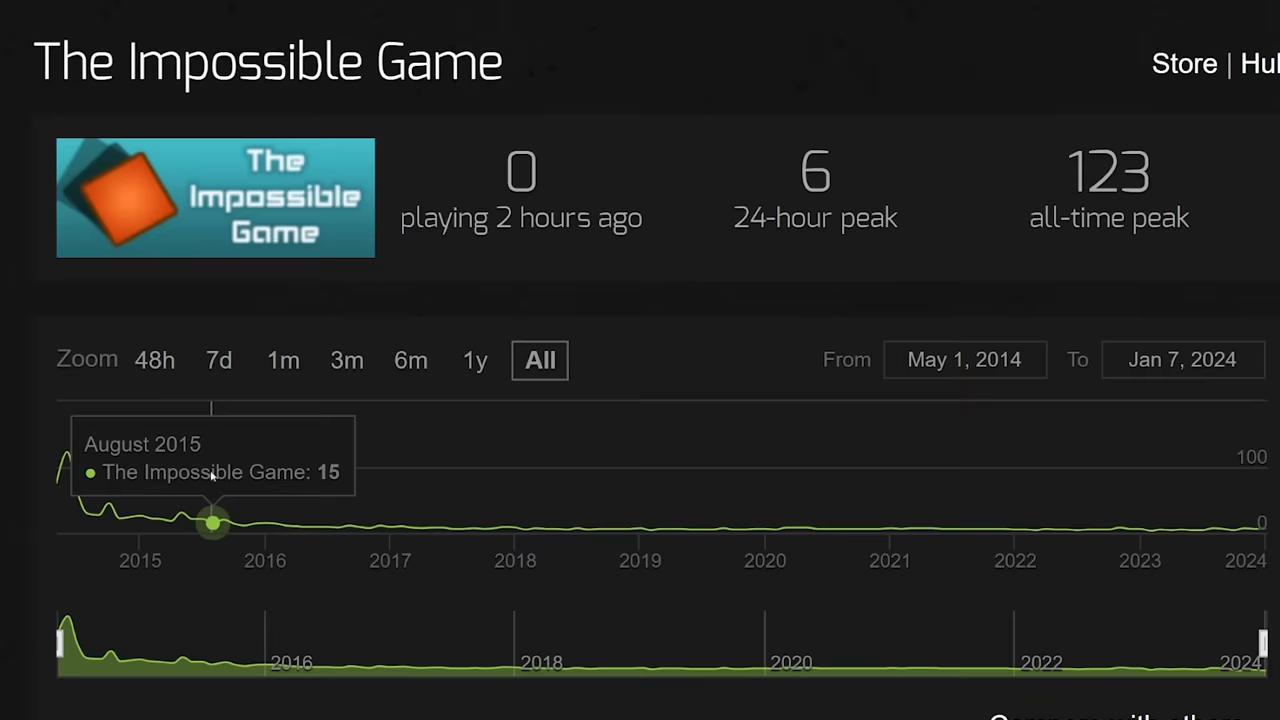 The Impossible Game
Store | Hu
The
Impossible
Game
0
playing 2 hours ago
6
24-hour peak
123
all-time peak
Zoom 48h 7d 1m 3m 6m 1y All
From May 1, 2014 To Jan 7, 2024
August 2015
The Impossible Game: 15
100
0
2015 2016 2017 2018 2019 2020 2021 2022 2023 2024
2016 2018 2020 2022 2024